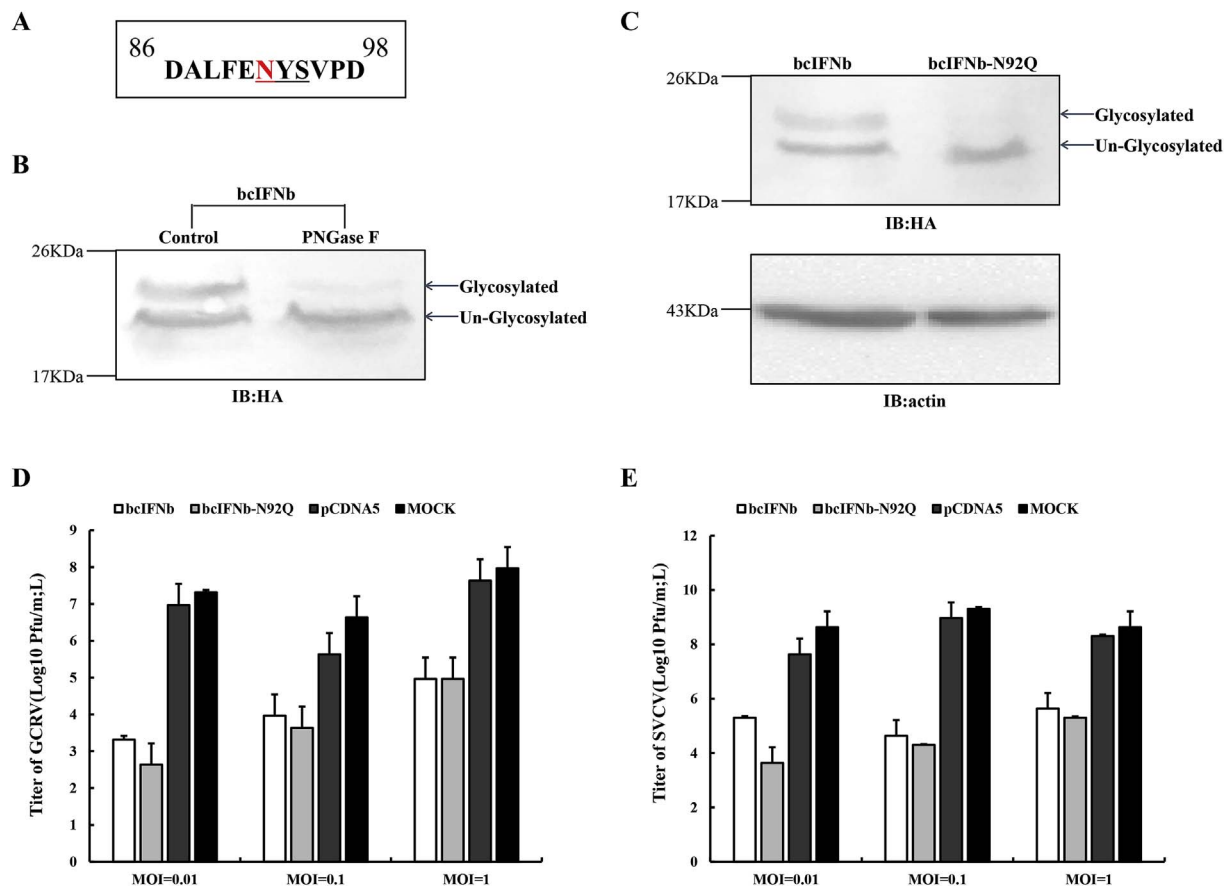 A
86 DALFENYSVPD 98
B
bcIFNb
Control PNGase F
26KDa
Glycosylated
Un-Glycosylated
17KDa
IB:HA
C
bcIFNb bcIFNb-N92Q
26KDa
Glycosylated
Un-Glycosylated
17KDa
IB:HA
43KDa
IB:actin
D
bcIFNb bcIFNb-N92Q pCDNA5 MOCK
Titer of GCRV(Log10 Pfu/m;L)
9
8
7
6
5
4
3
2
1
0
MOI=0.01 MOI=0.1 MOI=1
E
bcIFNb bcIFNb-N92Q pCDNA5 MOCK
Titer of SVCV(Log10 Pfu/m;L)
12
10
8
6
4
2
0
MOI=0.01 MOI=0.1 MOI=1